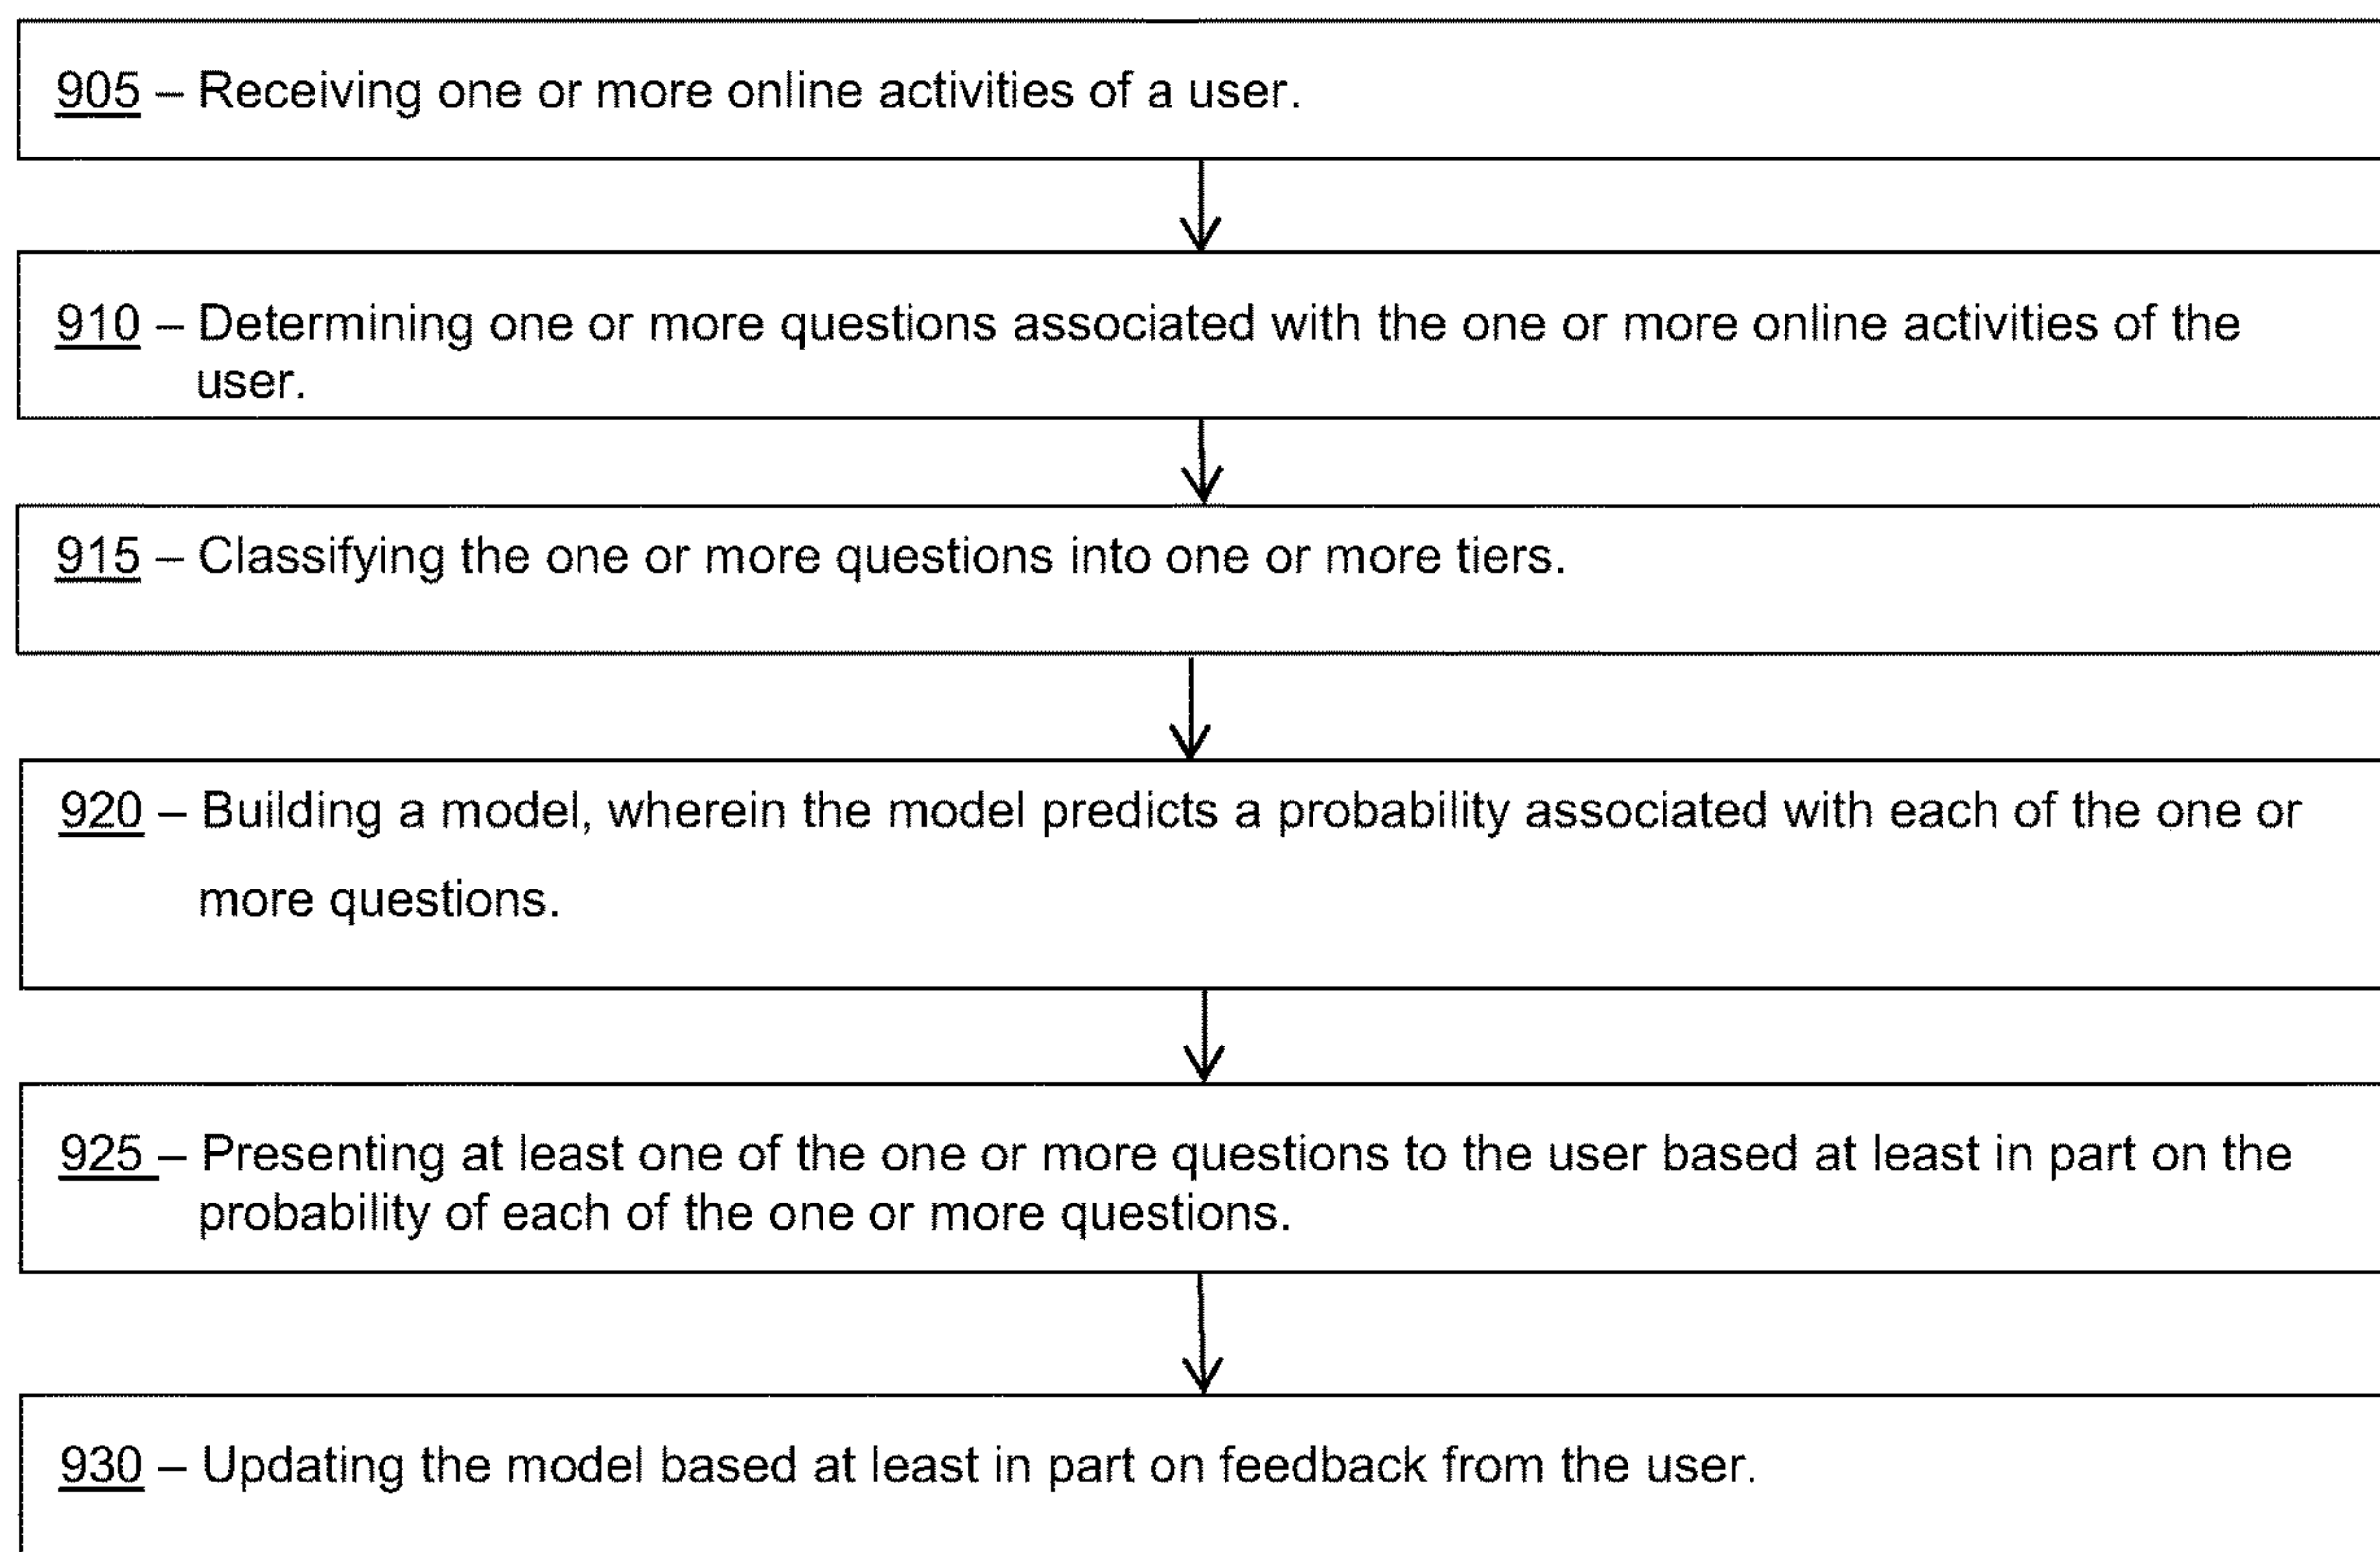 905 – Receiving one or more online activities of a user.
910 – Determining one or more questions associated with the one or more online activities of the
user.
915 – Classifying the one or more questions into one or more tiers.
920 – Building a model, wherein the model predicts a probability associated with each of the one or
more questions.
925 – Presenting at least one of the one or more questions to the user based at least in part on the
probability of each of the one or more questions.
930 – Updating the model based at least in part on feedback from the user.